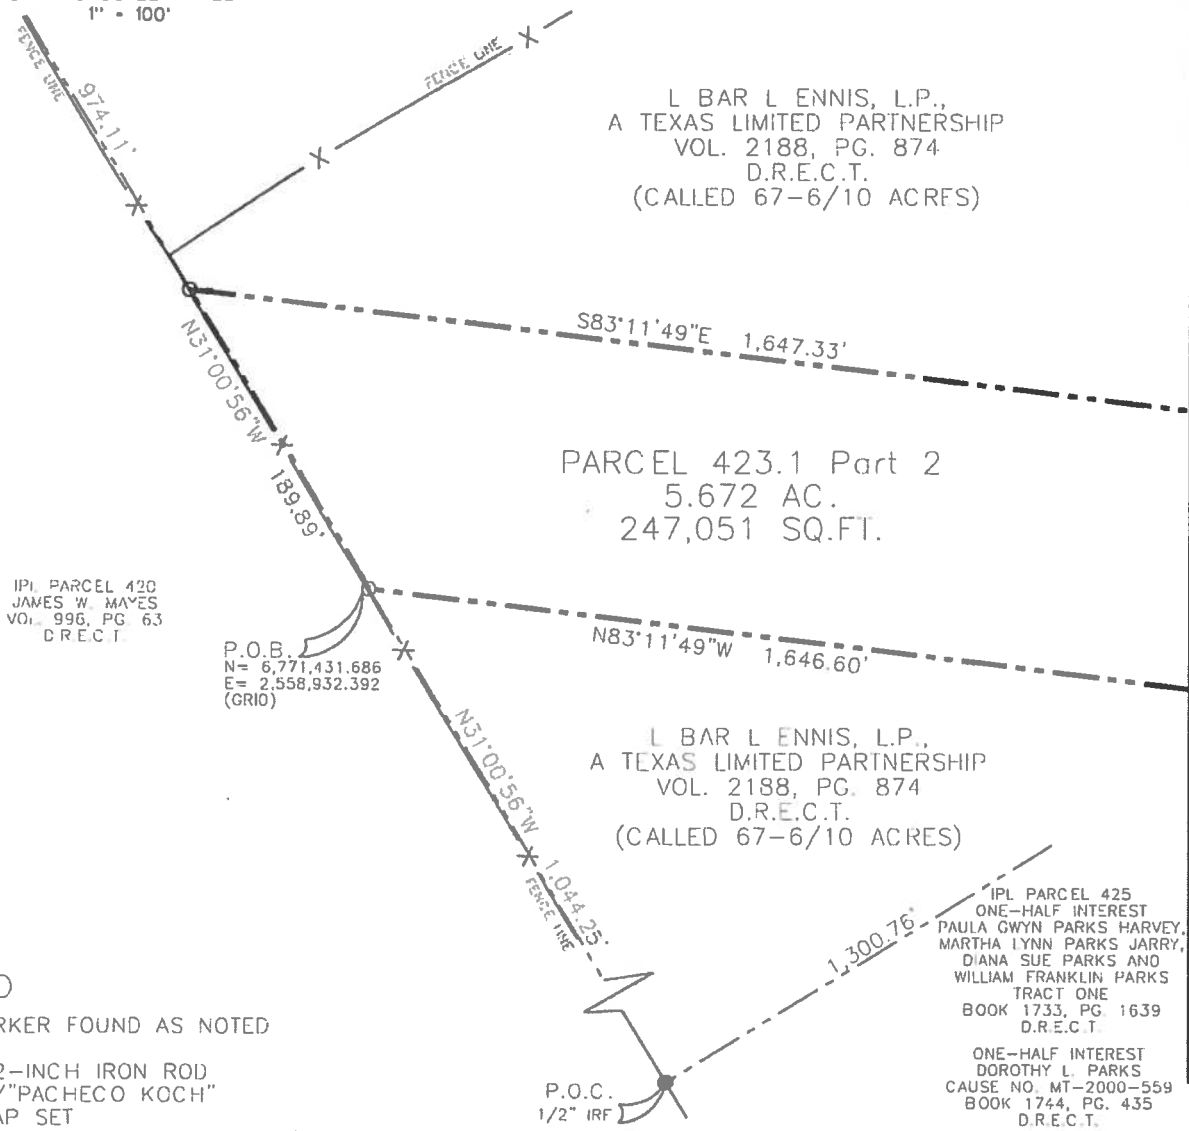 1" - 100'
FENCE LINE
974.11'
FENCE LINE
L BAR L ENNIS, L.P.,
A TEXAS LIMITED PARTNERSHIP
VOL. 2188, PG. 874
D.R.E.C.T.
(CALLED 67-6/10 ACRES)
S83°11'49"E 1,647.33'
N31°00'56"W 189.89'
PARCEL 423.1 Part 2
5.672 AC.
247,051 SQ.FT.
IPL PARCEL 420
JAMES W. MAYES
VOL. 996, PG 63
D.R.E.C.T.
P.O.B.
N= 6,771,431.686
E= 2,558,932.392
(GRID)
N83°11'49"W 1,646.60'
N31°00'56"W 1,044.25'
FENCE LINE
L BAR L ENNIS, L.P.,
A TEXAS LIMITED PARTNERSHIP
VOL. 2188, PG. 874
D.R.E.C.T.
(CALLED 67-6/10 ACRES)
1,300.76'
IPL PARCEL 425
ONE-HALF INTEREST
PAULA GWYN PARKS HARVEY,
MARTHA LYNN PARKS JARRY,
DIANA SUE PARKS AND
WILLIAM FRANKLIN PARKS
TRACT ONE
BOOK 1733, PG. 1639
D.R.E.C.T.
ONE-HALF INTEREST
DOROTHY L. PARKS
CAUSE NO. MT-2000-559
BOOK 1744, PG. 435
D.R.E.C.T.
RKER FOUND AS NOTED
2-INCH IRON ROD
/"PACHECO KOCH"
AP SET
P.O.C.
1/2" IRF